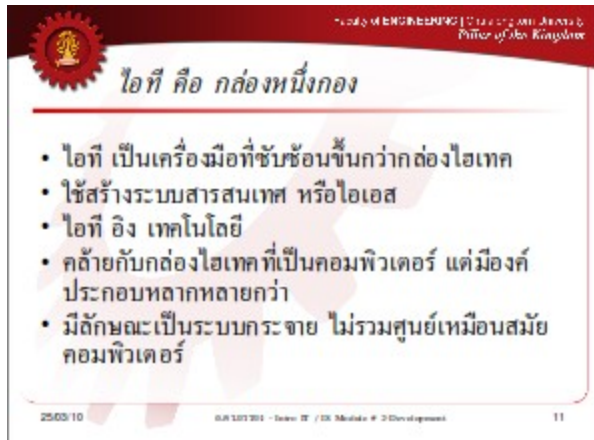 Faculty of ENGINEERING | Chulalongkorn University
Pillar of the Kingdom
ไอที คือ กล่องหนึ่งกอง
• ไอที เป็นเครื่องมือที่ซับซ้อนขึ้นกว่ากล่องไฮเทค
• ใช้สร้างระบบสารสนเทศ หรือไอเอส
• ไอที อิง เทคโนโลยี
• คล้ายกับกล่องไฮเทคที่เป็นคอมพิวเตอร์ แต่มีองค์
ประกอบหลากหลายกว่า
• มีลักษณะเป็นระบบกระจาย ไม่รวมศูนย์เหมือนสมัย
คอมพิวเตอร์
25/03/10
- Intro IT / IS Module # 2 Development
11